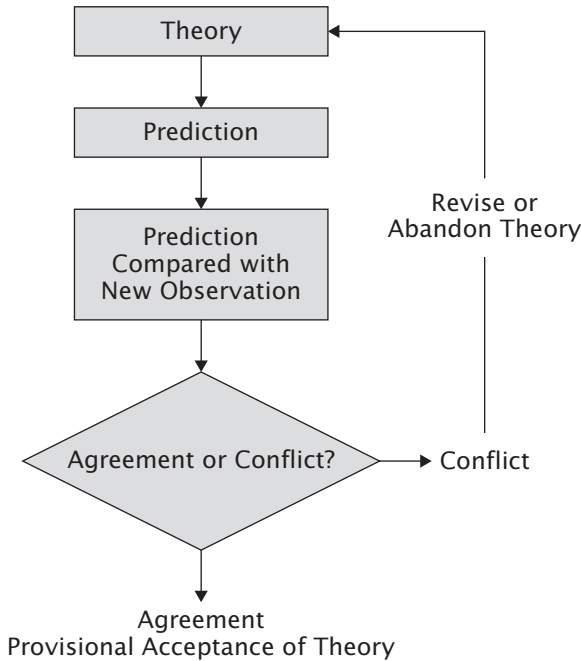 Theory
Prediction
Prediction
Compared with
New Observation
Agreement or Conflict?
Conflict
Revise or
Abandon Theory
Agreement
Provisional Acceptance of Theory